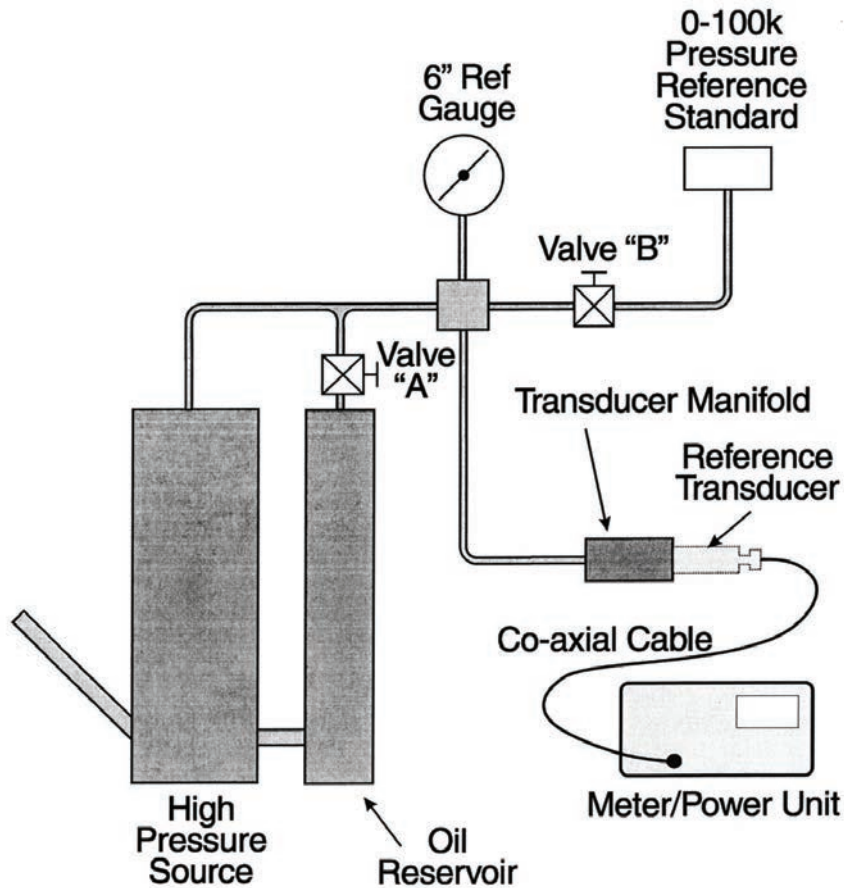 0-100k
Pressure
Reference
Standard
6” Ref
Gauge
Valve “B”
Valve
“A”
Transducer Manifold
Reference
Transducer
Co-axial Cable
Meter/Power Unit
High
Pressure
Source
Oil
Reservoir